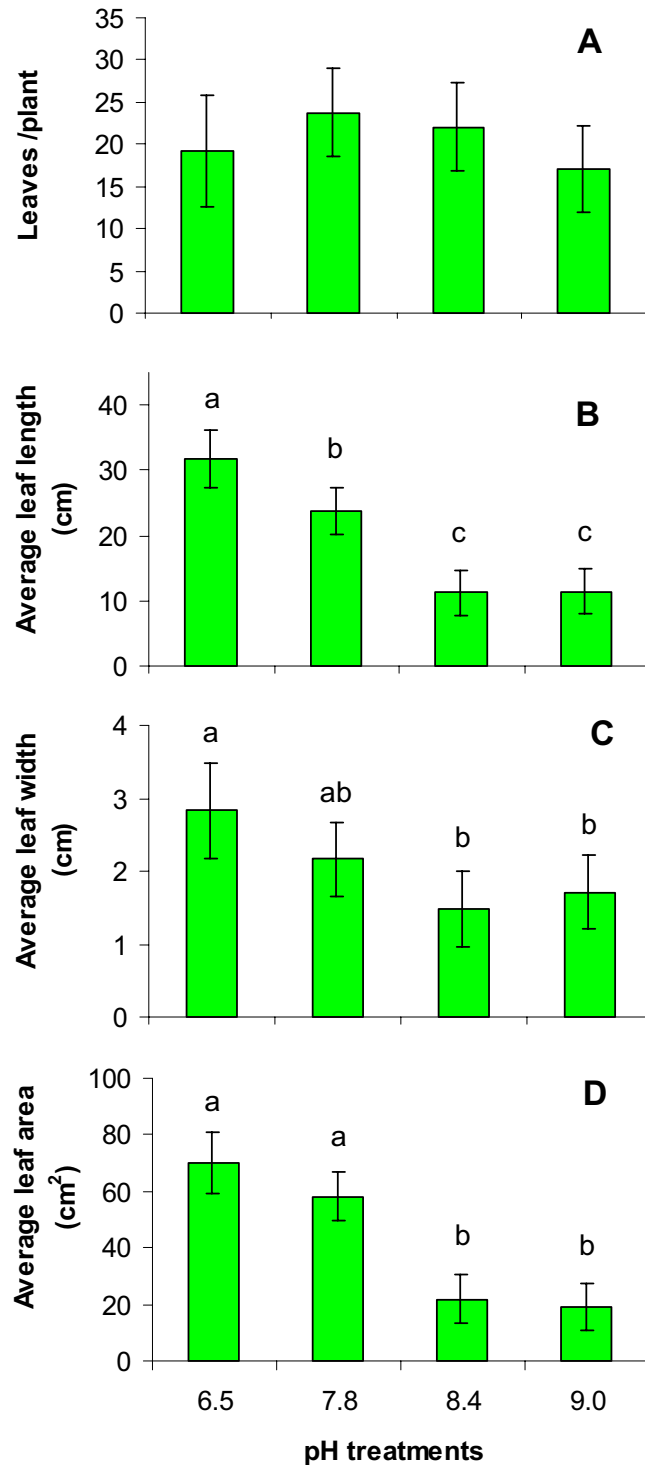 A
Leaves /plant
35
30
25
20
15
10
5
0
B
Average leaf length
(cm)
40
30
20
10
0
a
b
c
c
C
Average leaf width
(cm)
4
3
2
1
0
a
ab
b
b
D
Average leaf area
(cm²)
100
80
60
40
20
0
a
a
b
b
6.5 7.8 8.4 9.0
pH treatments